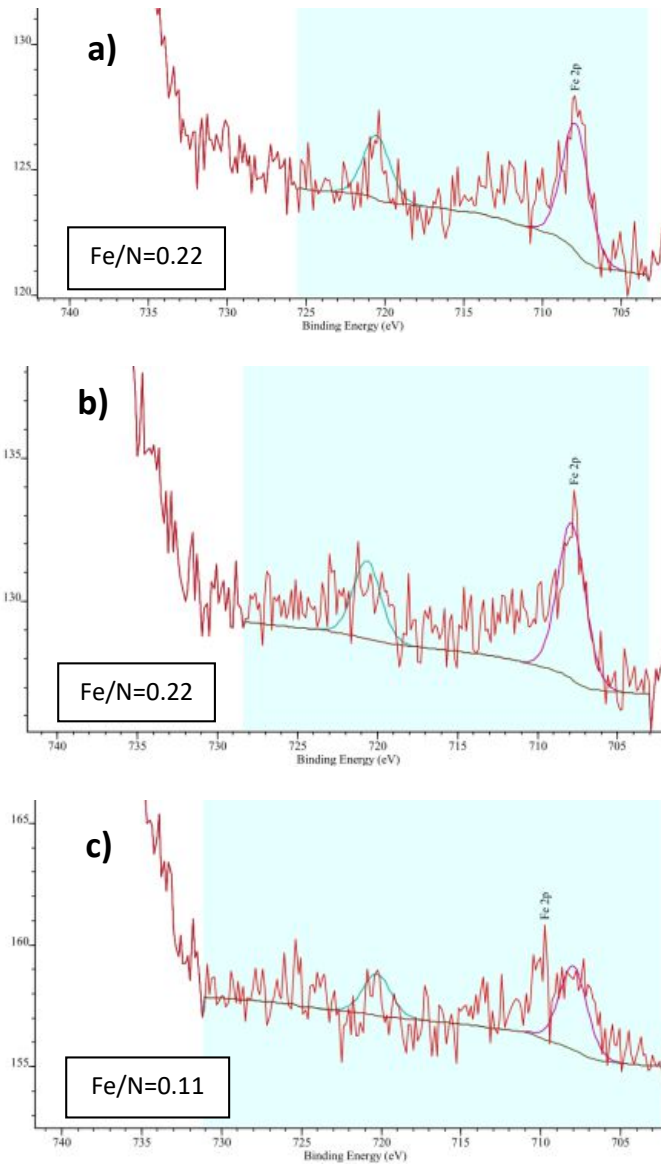 a)
Fe 2p
130
125
120
Fe/N=0.22
740 735 730 725 720 715 710 705
Binding Energy (eV)
b)
Fe 2p
135
130
Fe/N=0.22
740 735 730 725 720 715 710 705
Binding Energy (eV)
c)
Fe 2p
165
160
155
Fe/N=0.11
740 735 730 725 720 715 710 705
Binding Energy (eV)